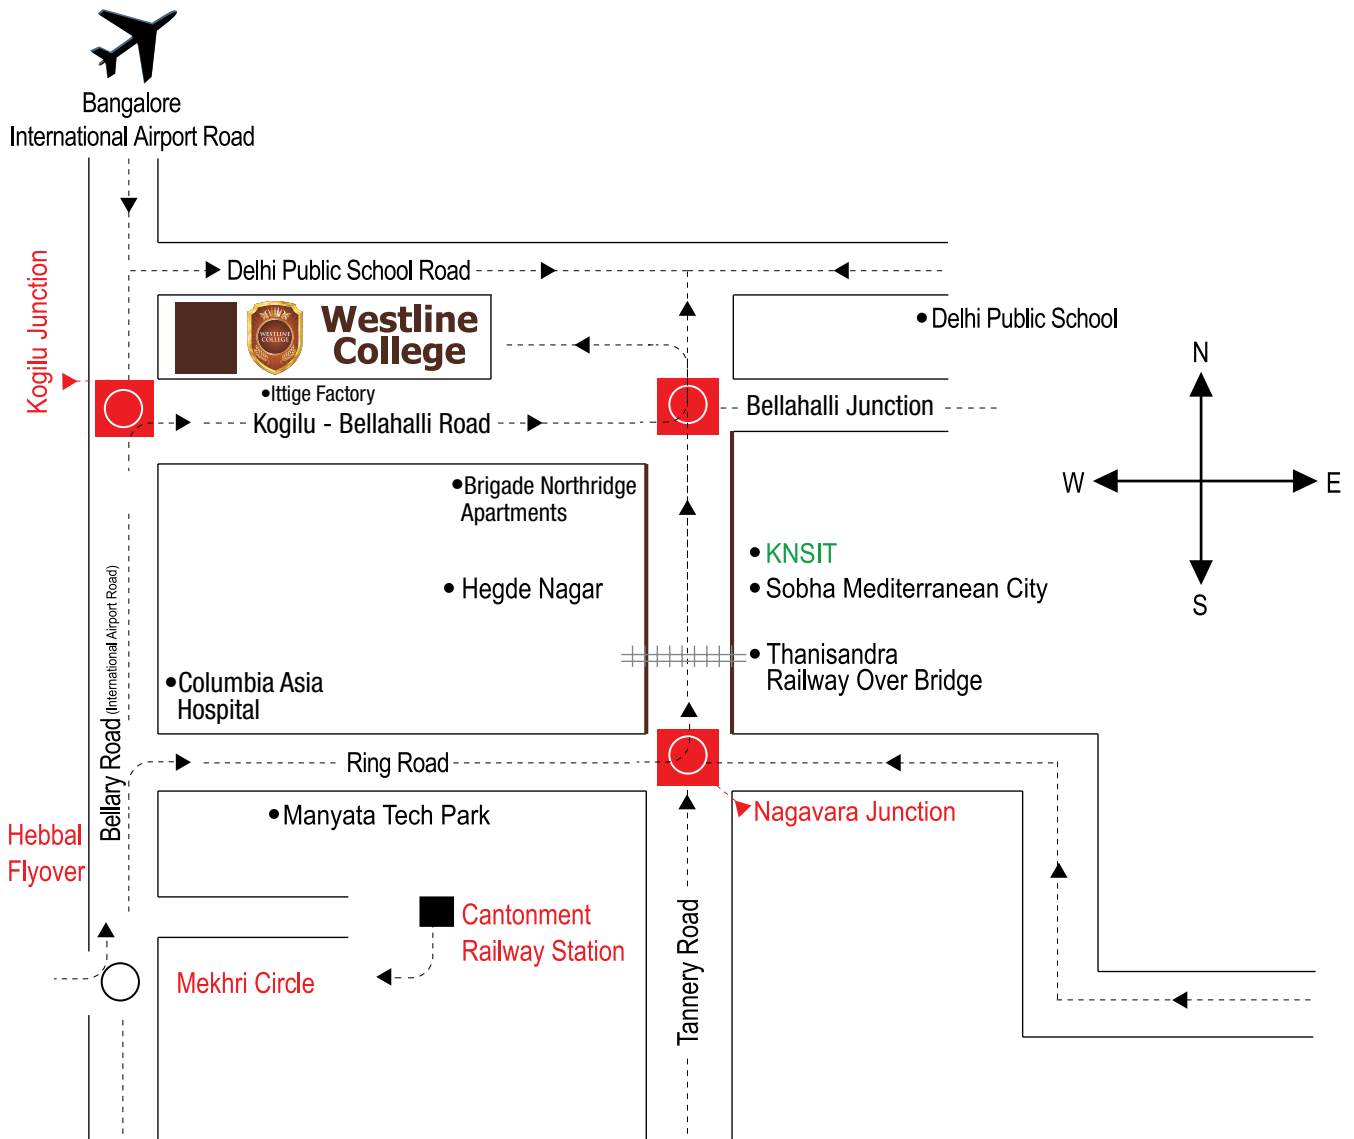 Bangalore
International Airport Road
Kogilu Junction
Delhi Public School Road
WESTLINE
COLLEGE
Westline
College
Delhi Public School
Ittige Factory
Kogilu - Bellahalli Road
Bellahalli Junction
N
W
E
S
Brigade Northridge
Apartments
KNSIT
Hegde Nagar
Sobha Mediterranean City
Thanisandra
Railway Over Bridge
Columbia Asia
Hospital
Bellary Road (International Airport Road)
Ring Road
Manyata Tech Park
Nagavara Junction
Hebbal
Flyover
Cantonment
Railway Station
Mekhri Circle
Tannery Road